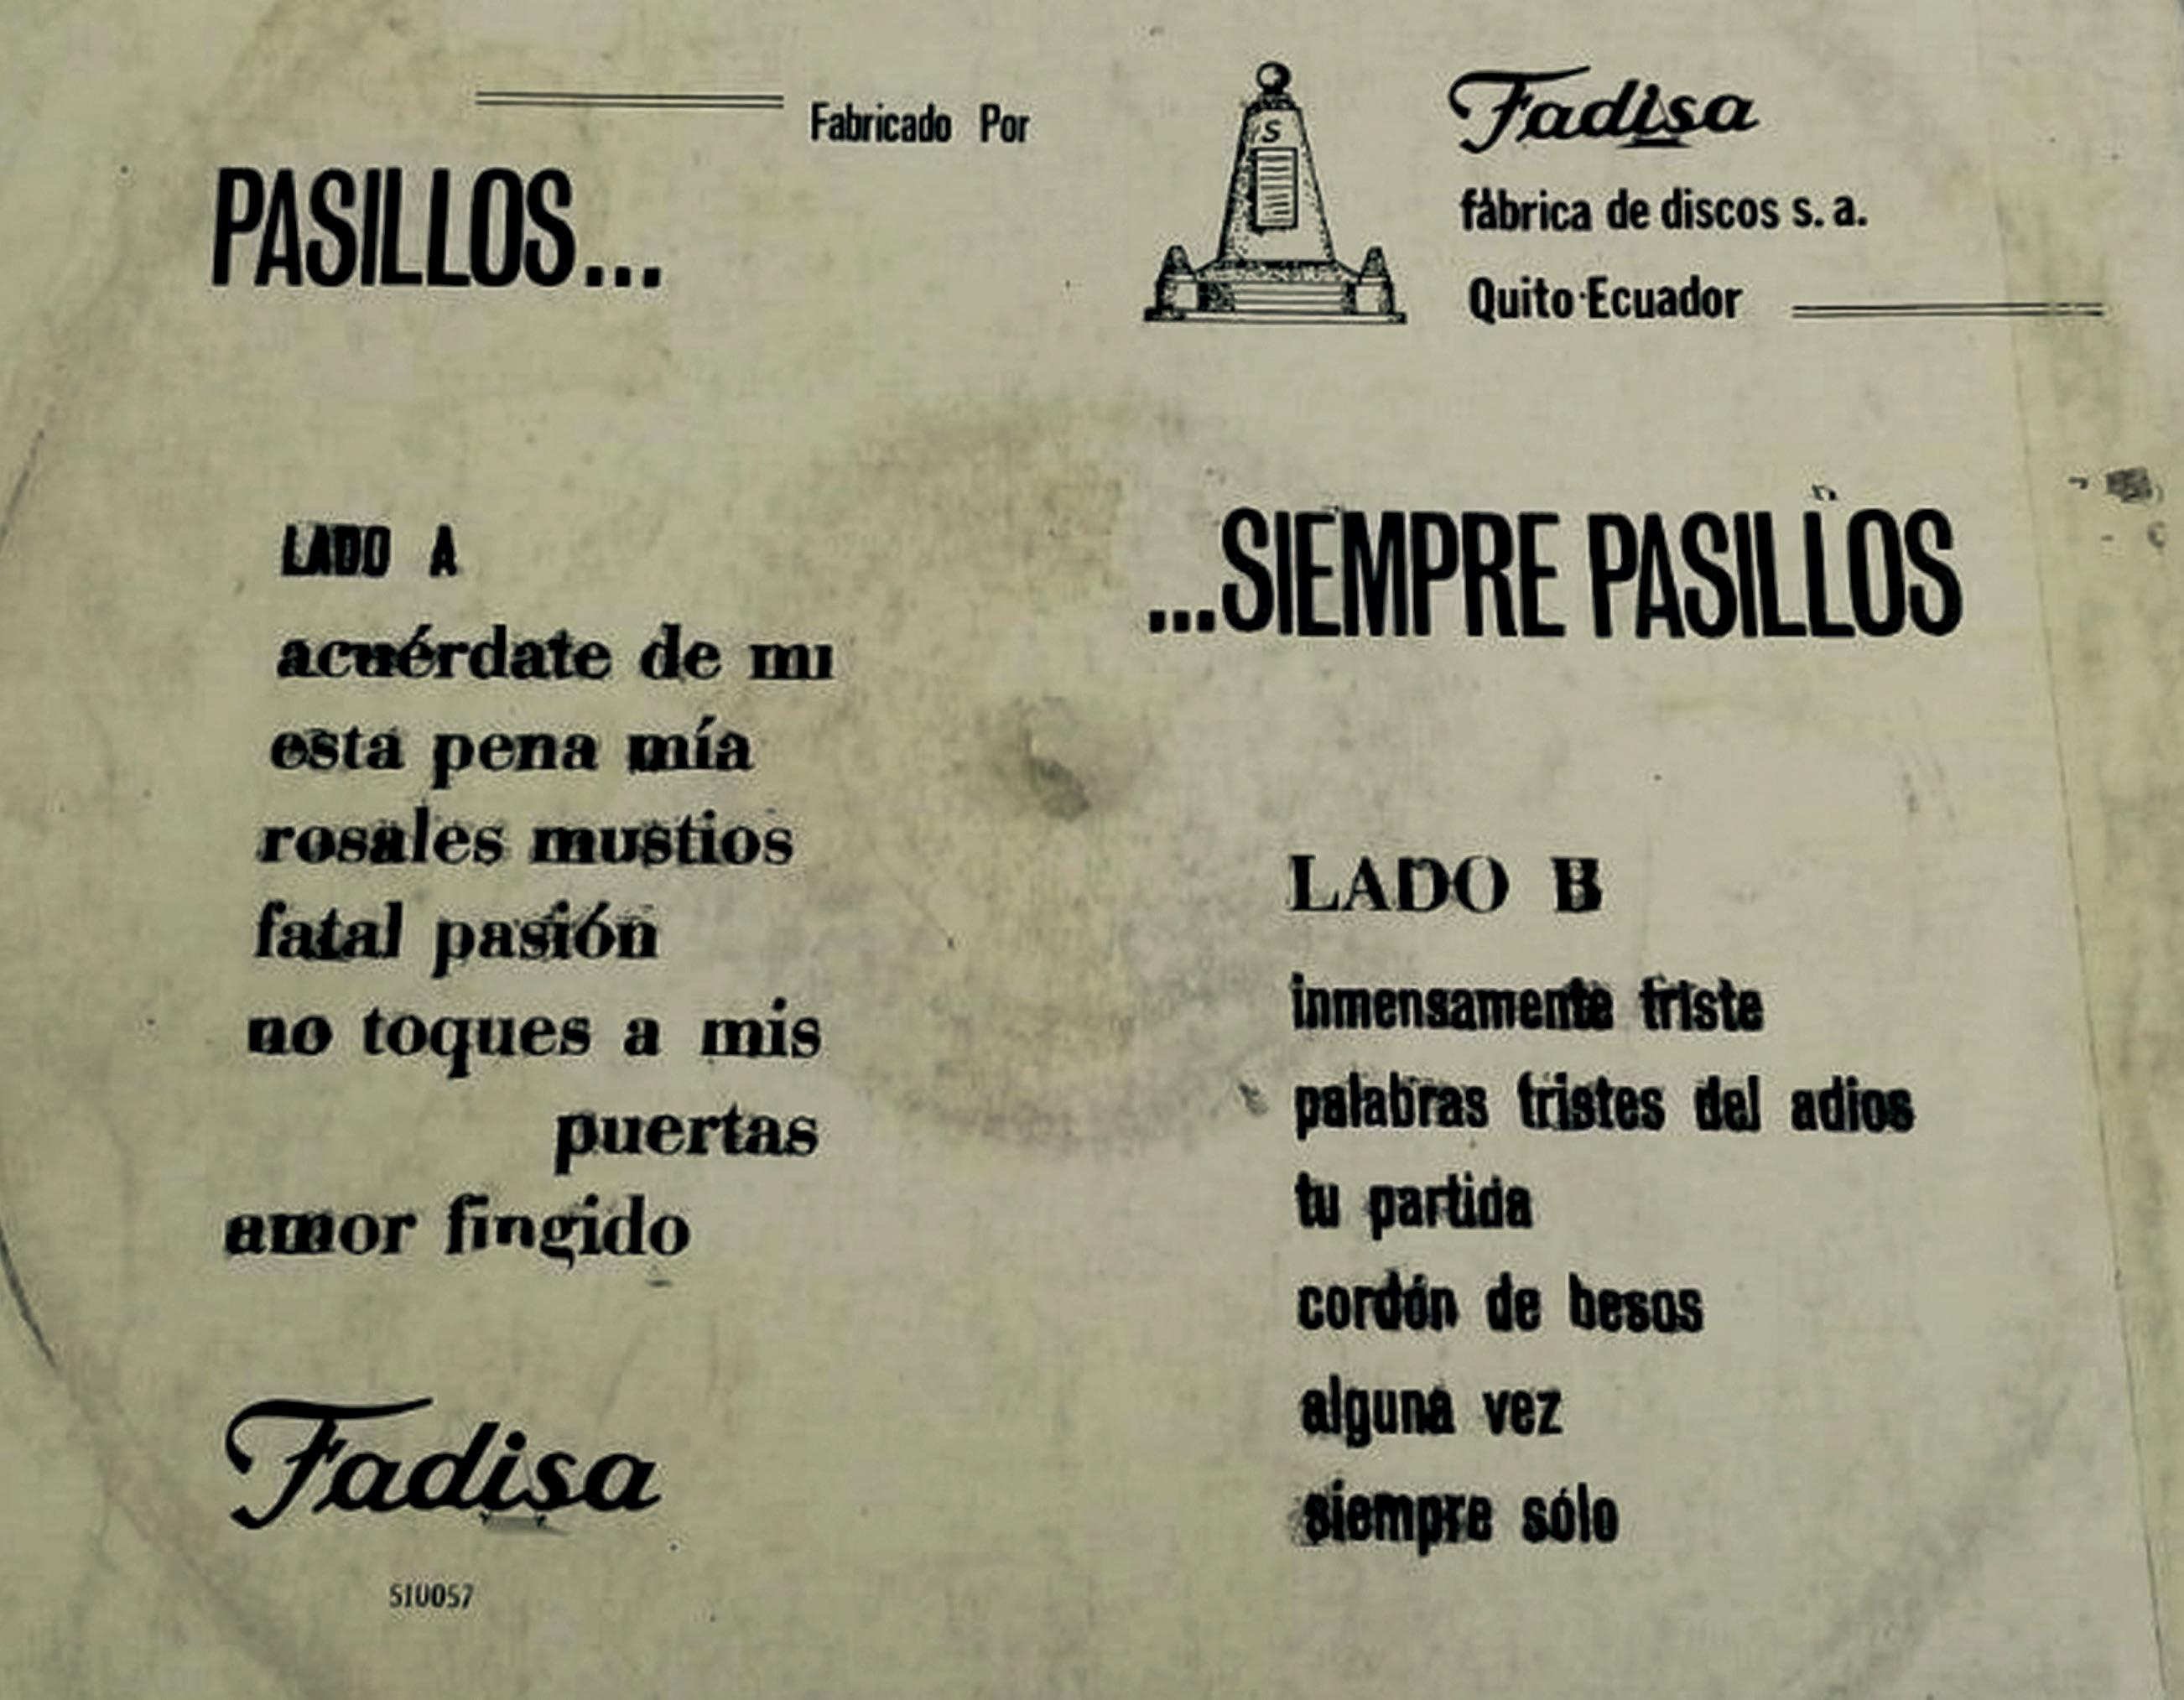 Fabricado Por
Fadisa
fábrica de discos s. a.
Quito-Ecuador
S
PASILLOS...
...SIEMPRE PASILLOS
LADO A
acuérdate de mı
esta pena mía
rosales mustios
fatal pasión
no toques a mis
puertas
amor fingido
Fadisa
510057
LADO B
inmensamente triste
palabras tristes del adios
tu partida
cordón de besos
alguna vez
siempre sólo